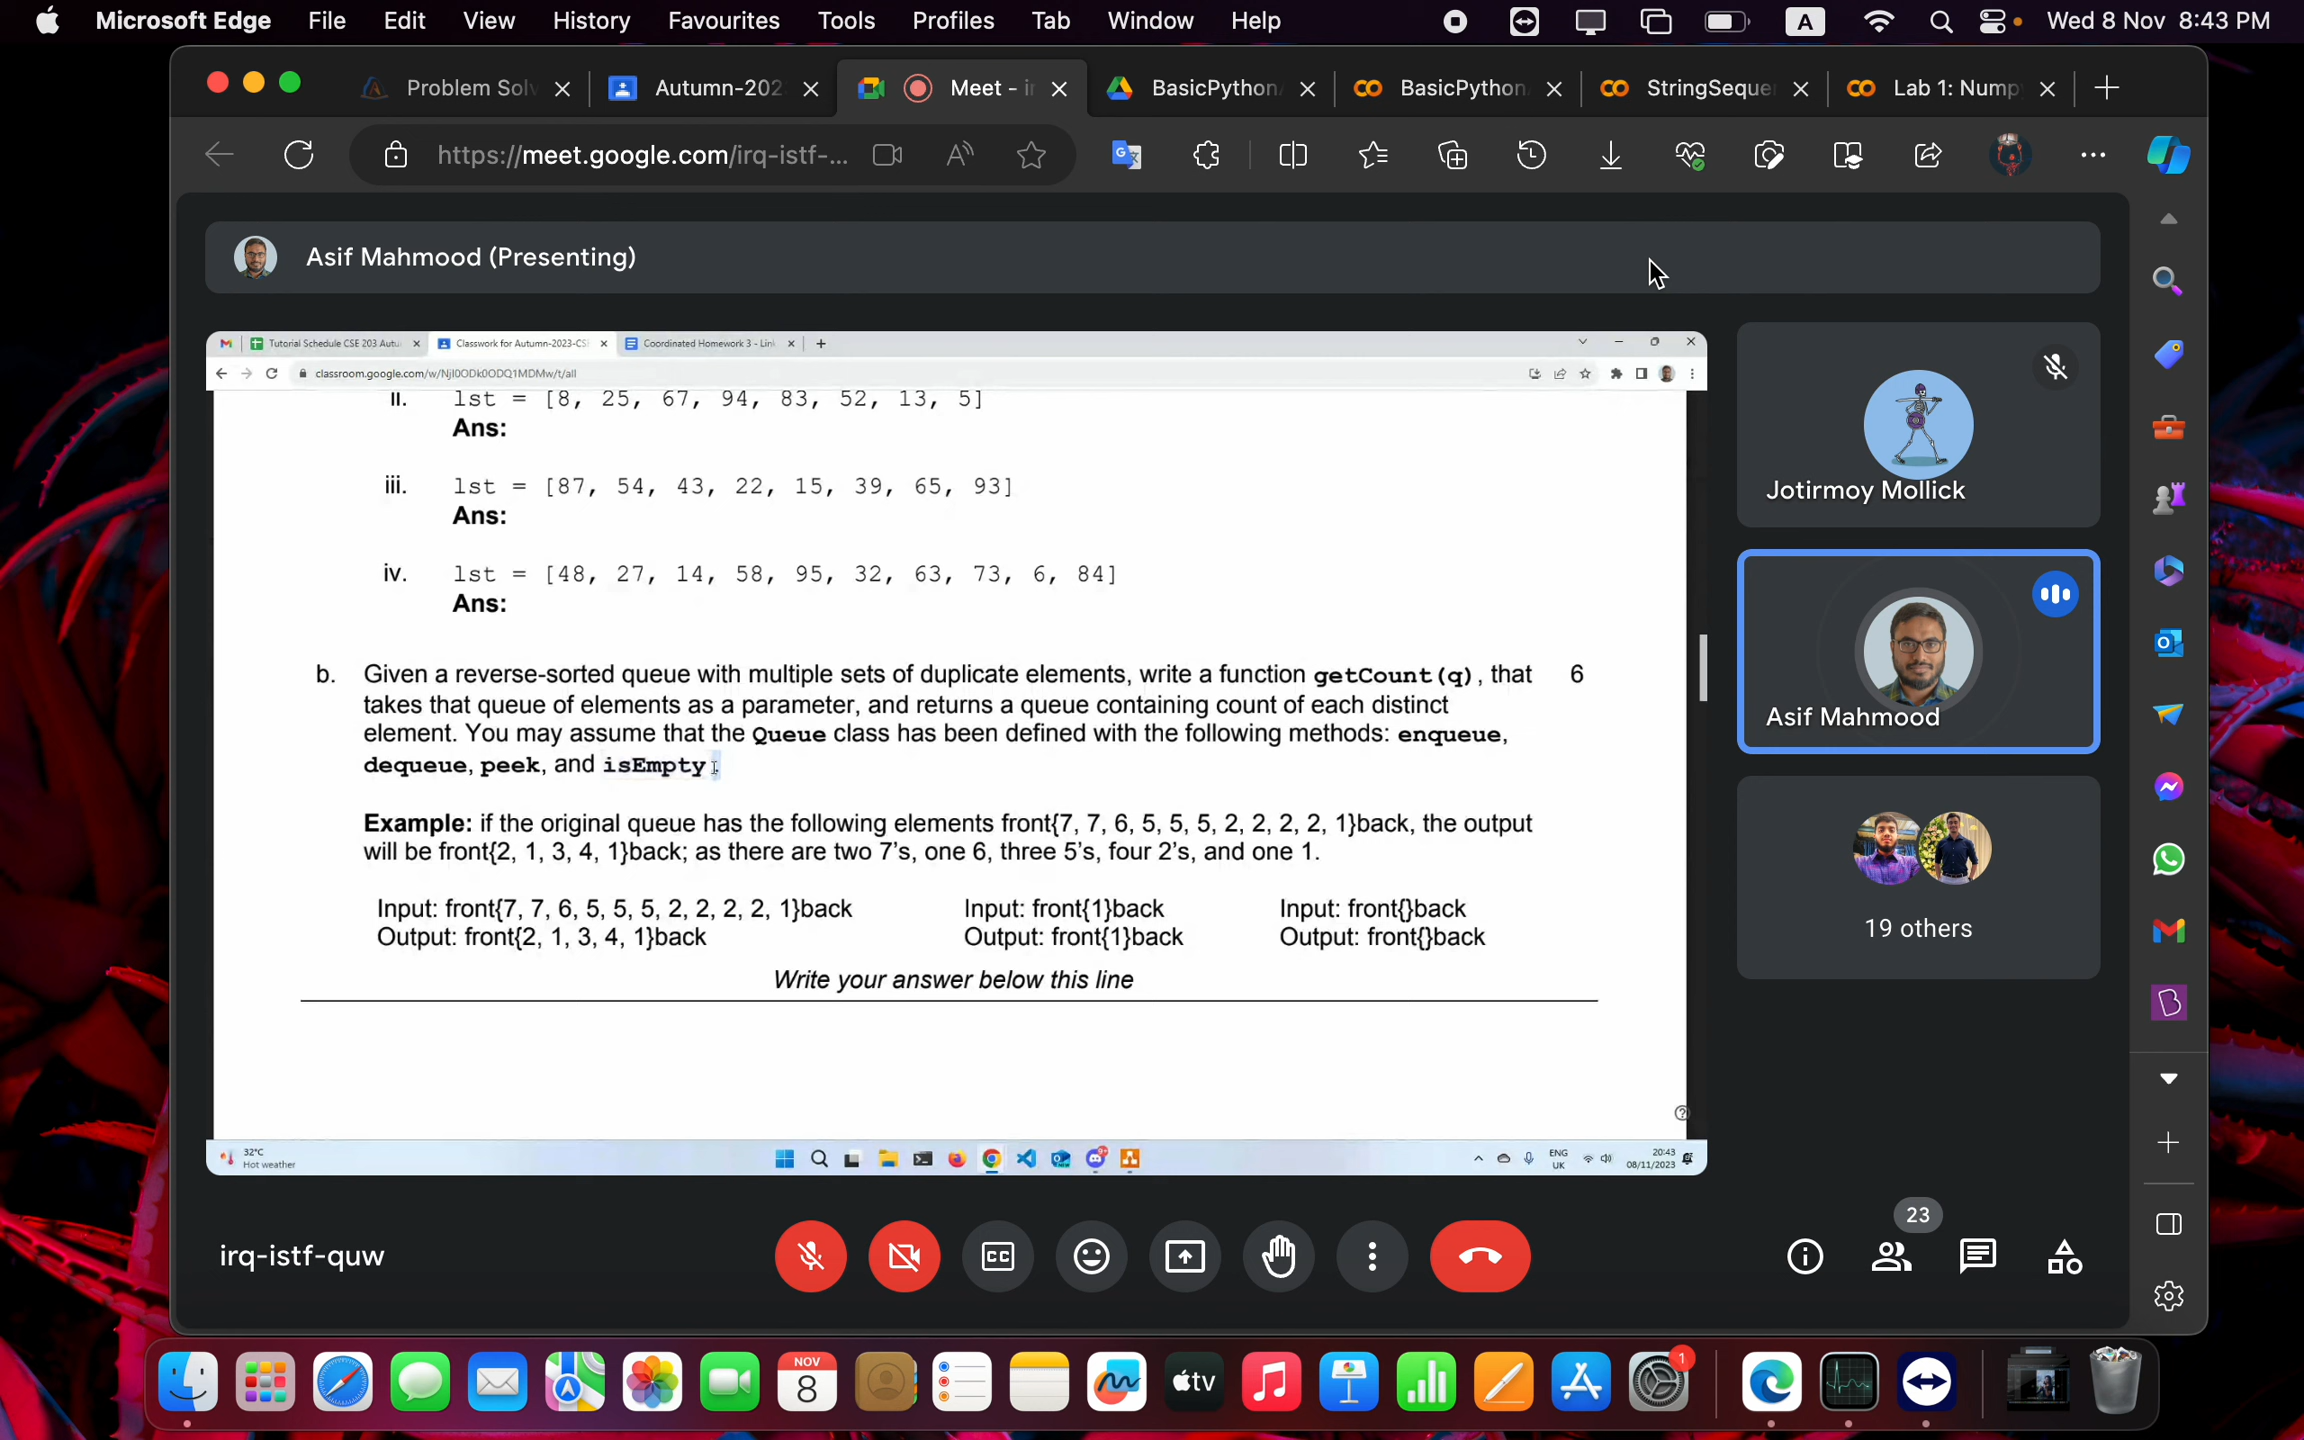 Microsoft Edge File Edit View History Favourites Tools Profiles Tab Window Help A Wed 8 Nov 8:43 PM
Problem Solv Autumn-202 Meet - ir BasicPython BasicPython StringSeque Lab 1: Nump
https://meet.google.com/irq-istf-...
Asif Mahmood (Presenting)
Tutorial Schedule CSE 203 Autu Classwork for Autumn-2023-CS Coordinated Homework 3 - Link
classroom.google.com/w/NjI0ODk0ODQ1MDMw/t/all
ii. lst = [8, 25, 67, 94, 83, 52, 13, 5]
Ans:
iii. lst = [87, 54, 43, 22, 15, 39, 65, 93]
Ans:
iv. lst = [48, 27, 14, 58, 95, 32, 63, 73, 6, 84]
Ans:
b. Given a reverse-sorted queue with multiple sets of duplicate elements, write a function getCount(q), that 6
takes that queue of elements as a parameter, and returns a queue containing count of each distinct
element. You may assume that the Queue class has been defined with the following methods: enqueue,
dequeue, peek, and isEmpty.
Example: if the original queue has the following elements front{7, 7, 6, 5, 5, 5, 2, 2, 2, 2, 1}back, the output
will be front{2, 1, 3, 4, 1}back; as there are two 7's, one 6, three 5's, four 2's, and one 1.
Input: front{7, 7, 6, 5, 5, 5, 2, 2, 2, 2, 1}back Input: front{1}back Input: front{}back
Output: front{2, 1, 3, 4, 1}back Output: front{1}back Output: front{}back
Write your answer below this line
32°C
Hot weather
ENG
UK
20:43
08/11/2023
Jotirmoy Mollick
Asif Mahmood
19 others
irq-istf-quw
CC
23
NOV
8
tv
1